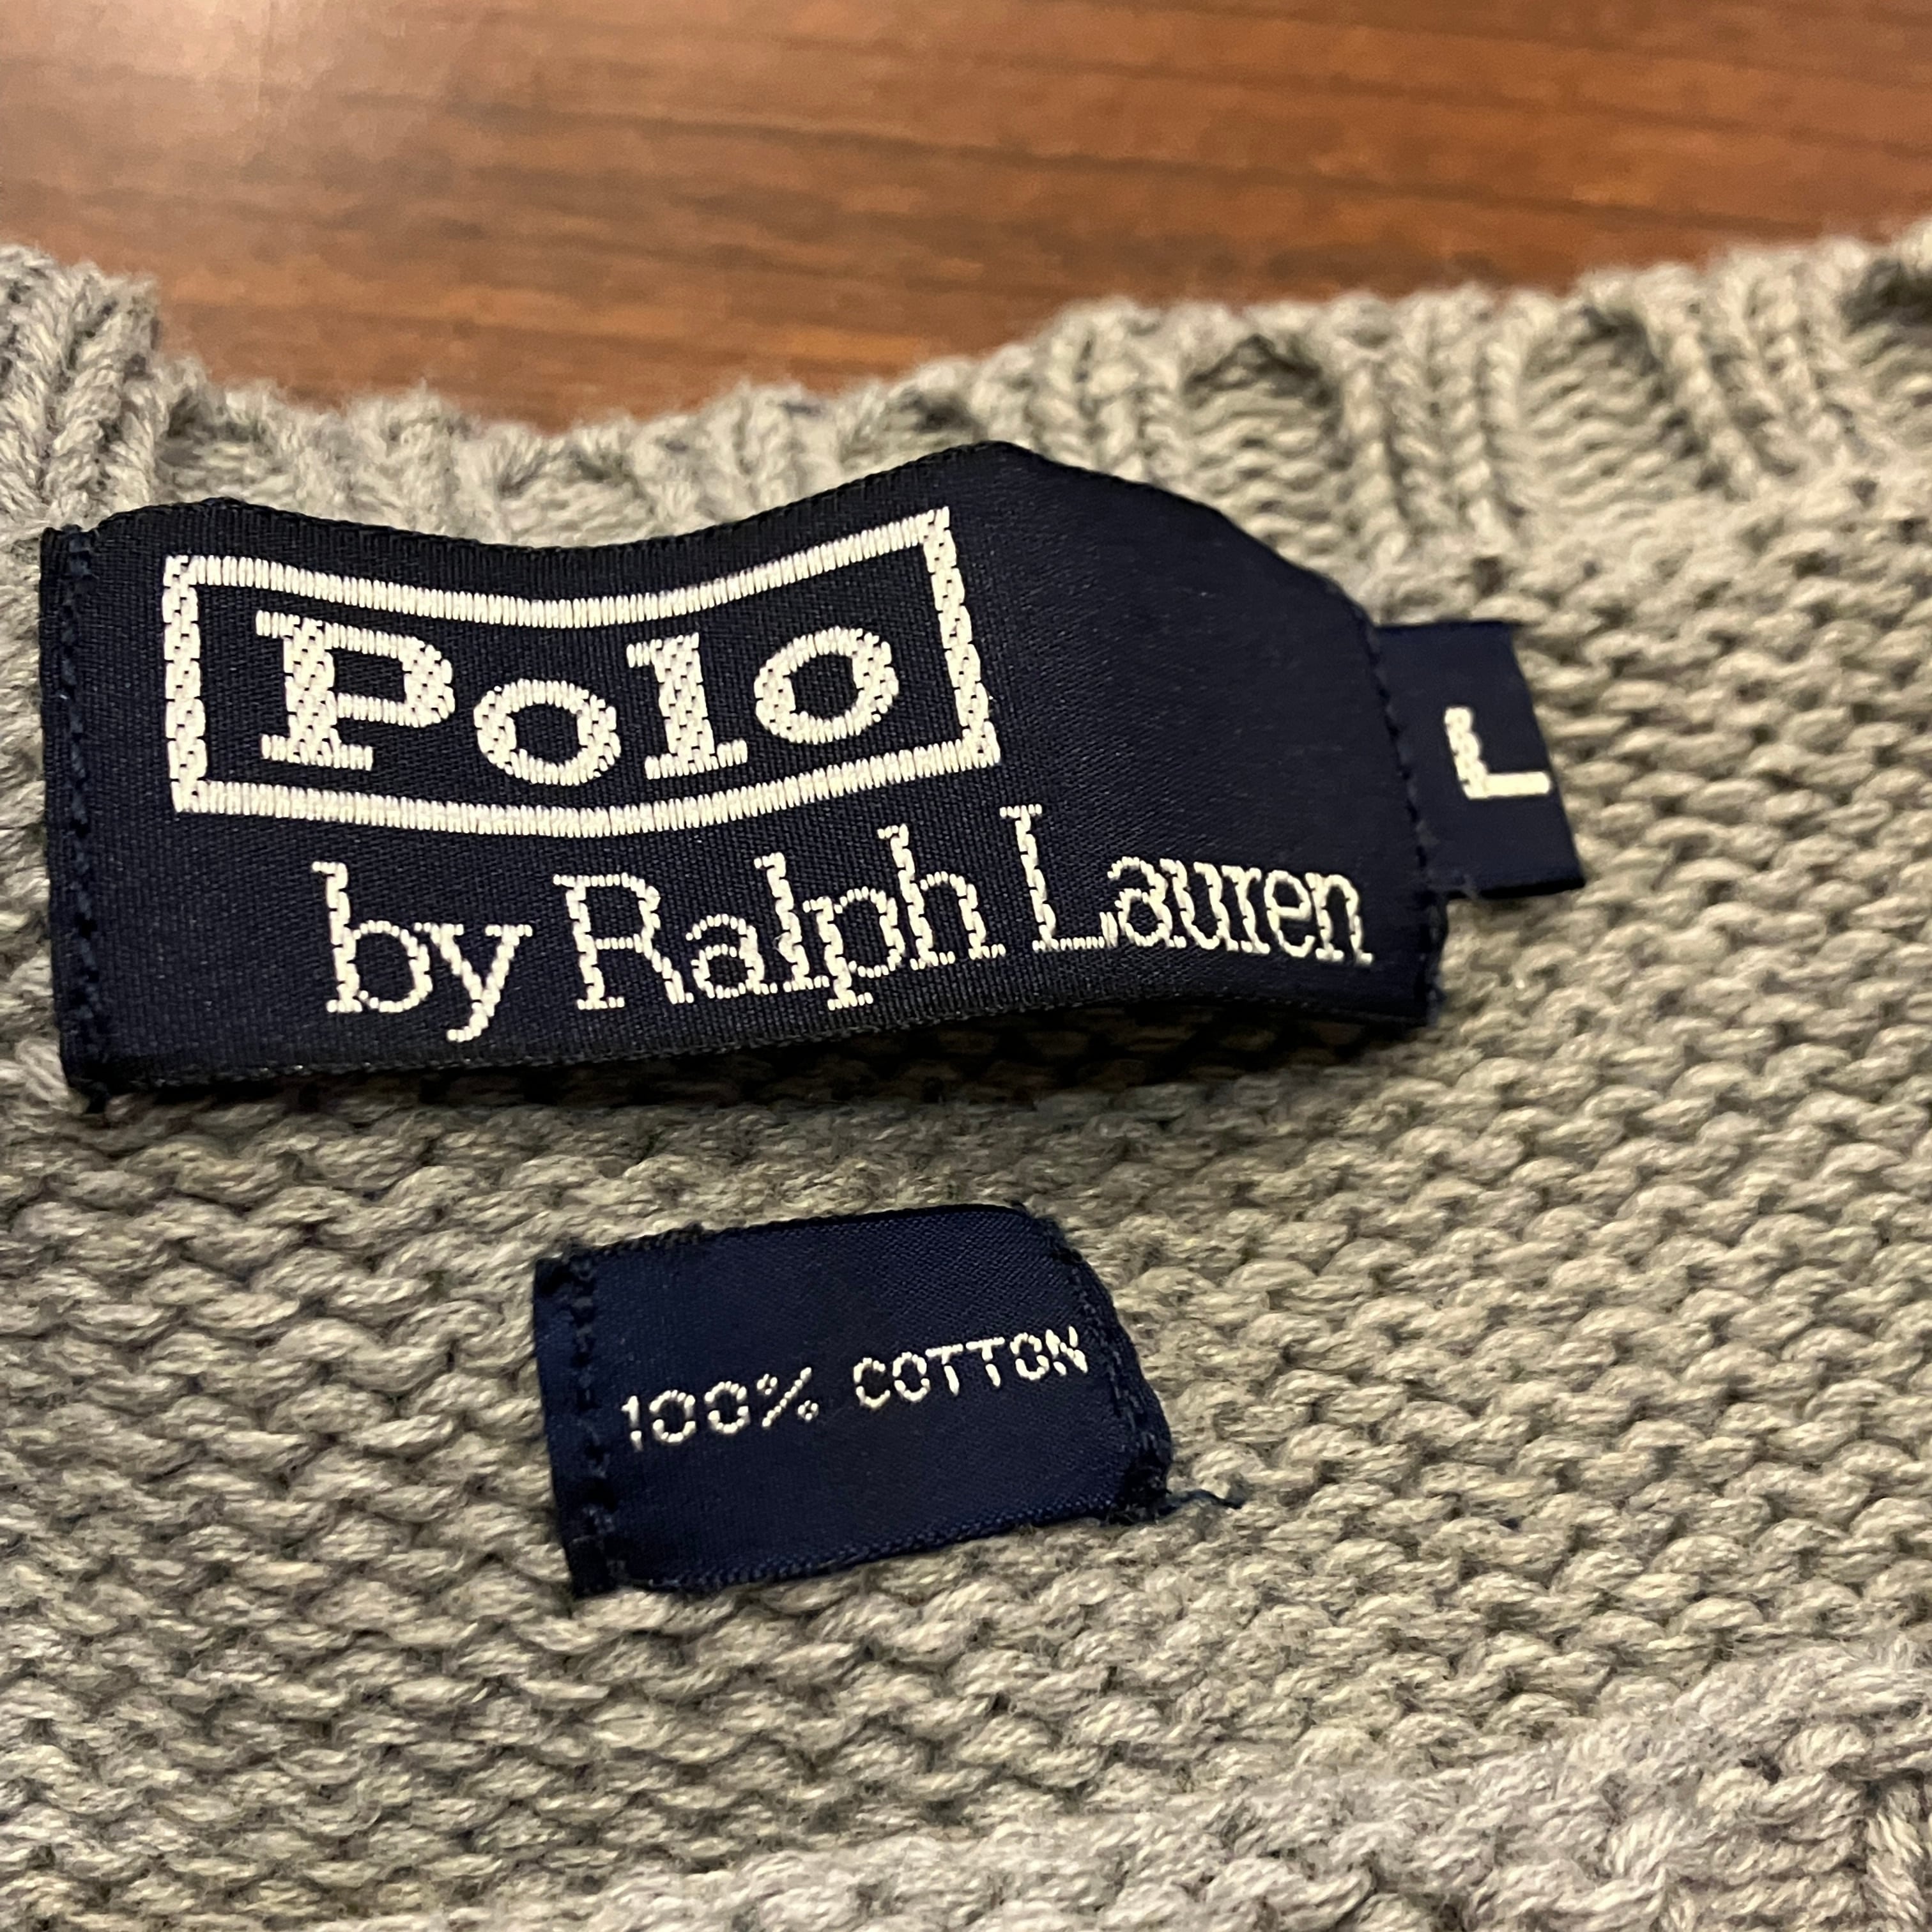 Polo
by Ralph Lauren
L
100% COTTON